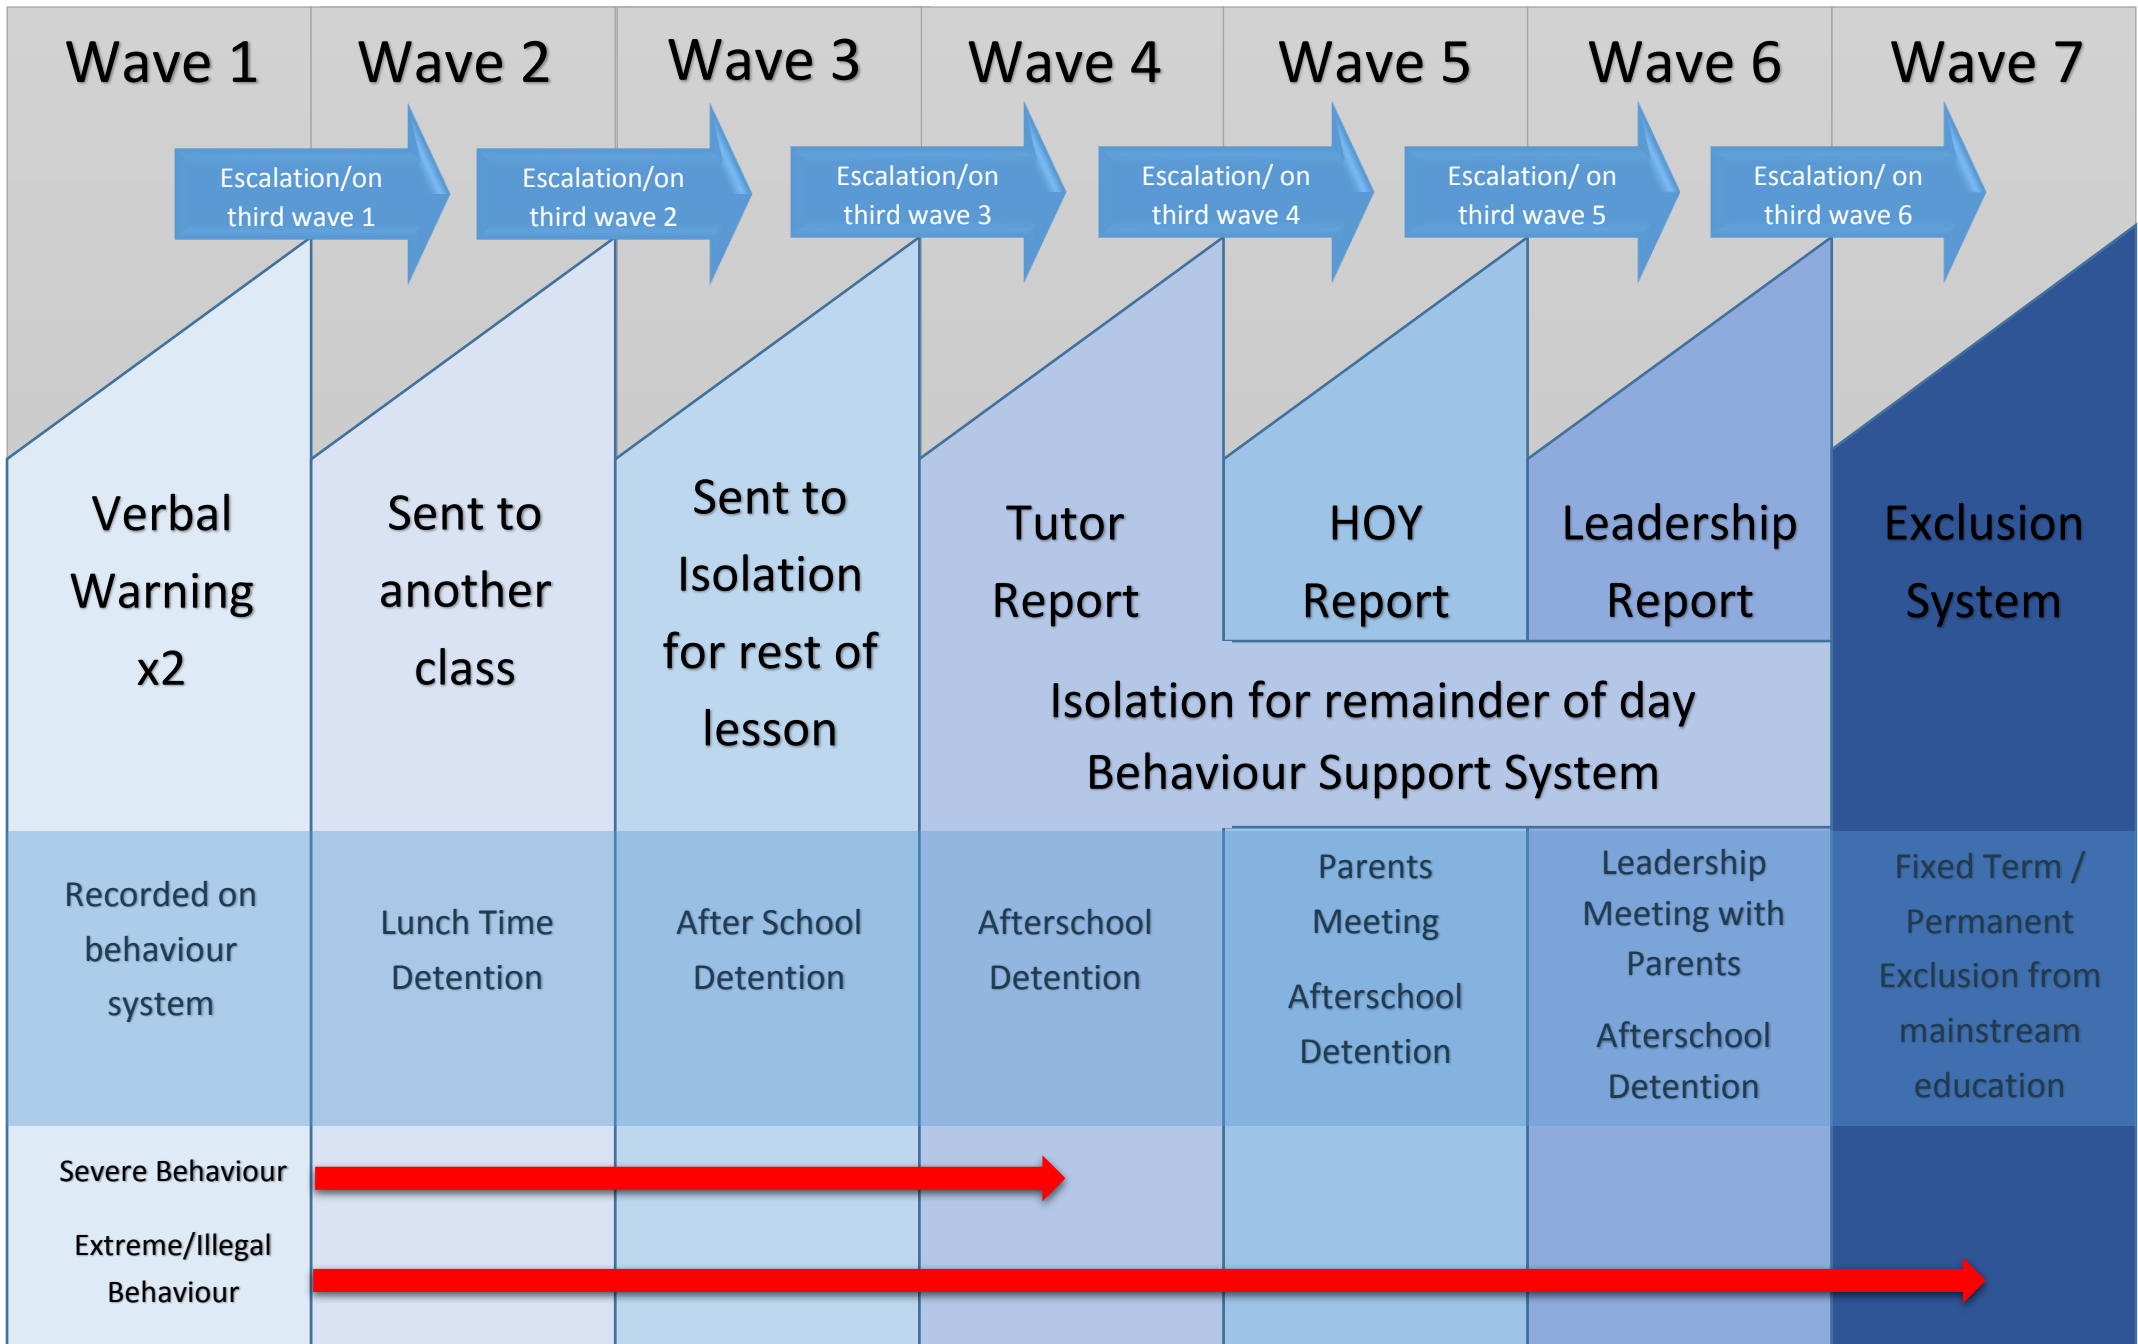 Wave 1
Wave 2
Wave 3
Wave 4
Wave 5
Wave 6
Wave 7
Escalation/on
third wave 1
Escalation/on
third wave 2
Escalation/on
third wave 3
Escalation/ on
third wave 4
Escalation/ on
third wave 5
Escalation/ on
third wave 6
Verbal
Warning
x2
Sent to
another
class
Sent to
Isolation
for rest of
lesson
Tutor
Report
HOY
Report
Leadership
Report
Exclusion
System
Isolation for remainder of day
Behaviour Support System
Recorded on
behaviour
system
Lunch Time
Detention
After School
Detention
Afterschool
Detention
Parents
Meeting
Afterschool
Detention
Leadership
Meeting with
Parents
Afterschool
Detention
Fixed Term /
Permanent
Exclusion from
mainstream
education
Severe Behaviour
Extreme/Illegal
Behaviour